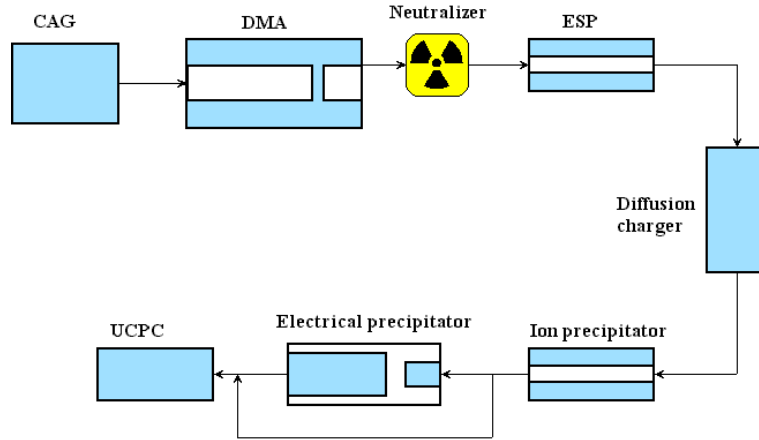 CAG
DMA
Neutralizer
ESP
Diffusion
charger
UCPC
Electrical precipitator
Ion precipitator